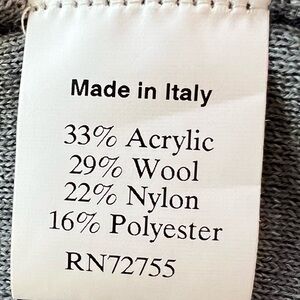 Made in Italy
33% Acrylic
29% Wool
22% Nylon
16% Polyester
RN72755